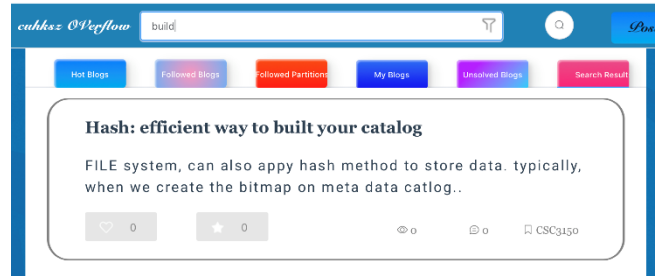 cuhksz OVerflow
build
Hot Blogs
Followed Blogs
Followed Partitions
My Blogs
Unsolved Blogs
Search Result
Hash: efficient way to built your catalog
FILE system, can also appy hash method to store data. typically,
when we create the bitmap on meta data catlog..
0
0
0
0
CSC3150